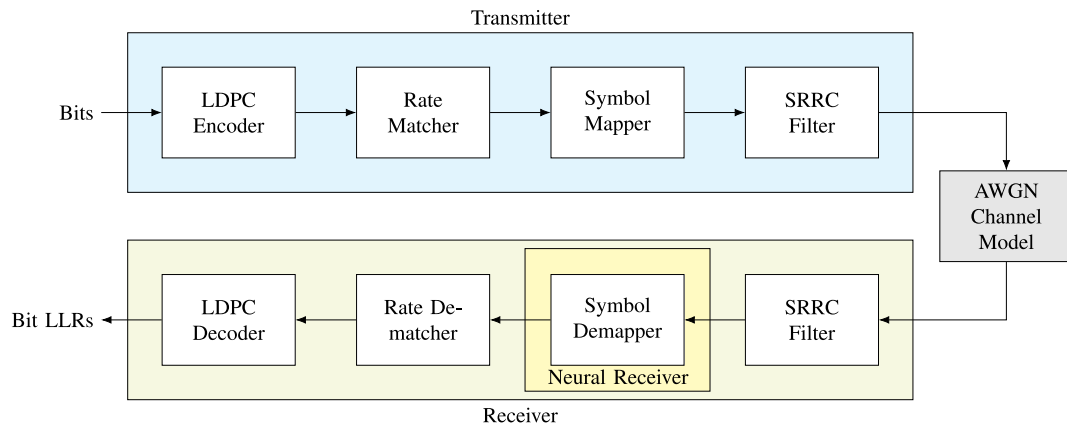 Transmitter
Bits
LDPC
Encoder
Rate
Matcher
Symbol
Mapper
SRRC
Filter
AWGN
Channel
Model
Bit LLRs
LDPC
Decoder
Rate De-
matcher
Symbol
Demapper
Neural Receiver
SRRC
Filter
Receiver